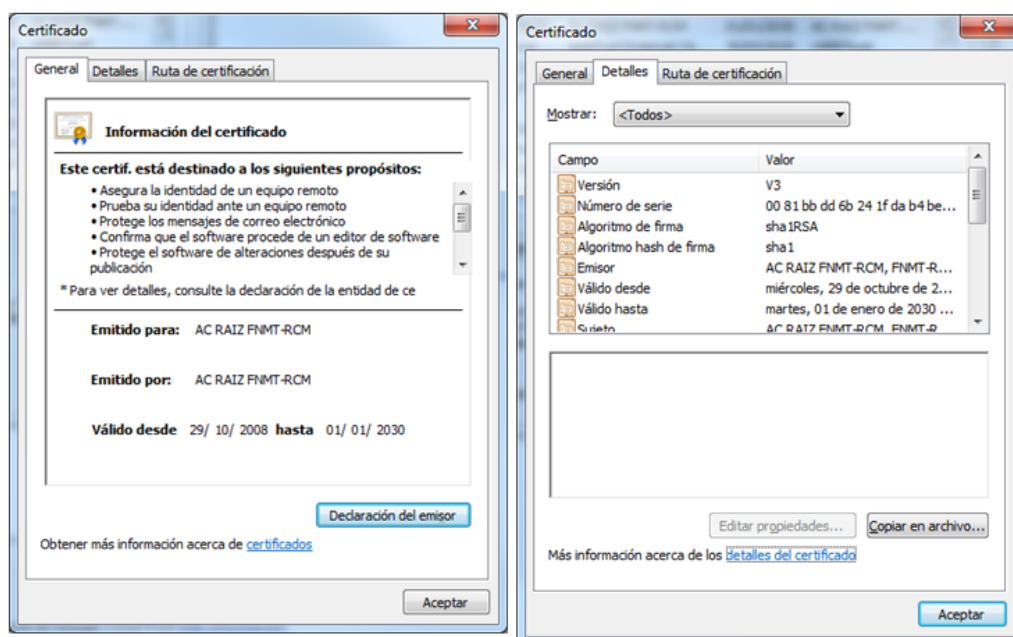 Certificado
General Detalles Ruta de certificación
Información del certificado
Este certif. está destinado a los siguientes propósitos:
• Asegura la identidad de un equipo remoto
• Prueba su identidad ante un equipo remoto
• Protege los mensajes de correo electrónico
• Confirma que el software procede de un editor de software
• Protege el software de alteraciones después de su
publicación
* Para ver detalles, consulte la declaración de la entidad de ce
Emitido para: AC RAIZ FNMT-RCM
Emitido por: AC RAIZ FNMT-RCM
Válido desde 29/ 10/ 2008 hasta 01/ 01/ 2030
Declaración del emisor
Obtener más información acerca de certificados
Aceptar
Certificado
General Detalles Ruta de certificación
Mostrar: <Todos>
Campo Valor
Versión V3
Número de serie 00 81 bb dd 6b 24 1f da b4 be...
Algoritmo de firma sha1RSA
Algoritmo hash de firma sha1
Emisor AC RAIZ FNMT-RCM, FNMT-R...
Válido desde miércoles, 29 de octubre de 2...
Válido hasta martes, 01 de enero de 2030 ...
Sujeto AC RAIZ FNMT-RCM, FNMT-R
Editar propiedades... Copiar en archivo...
Más información acerca de los detalles del certificado
Aceptar